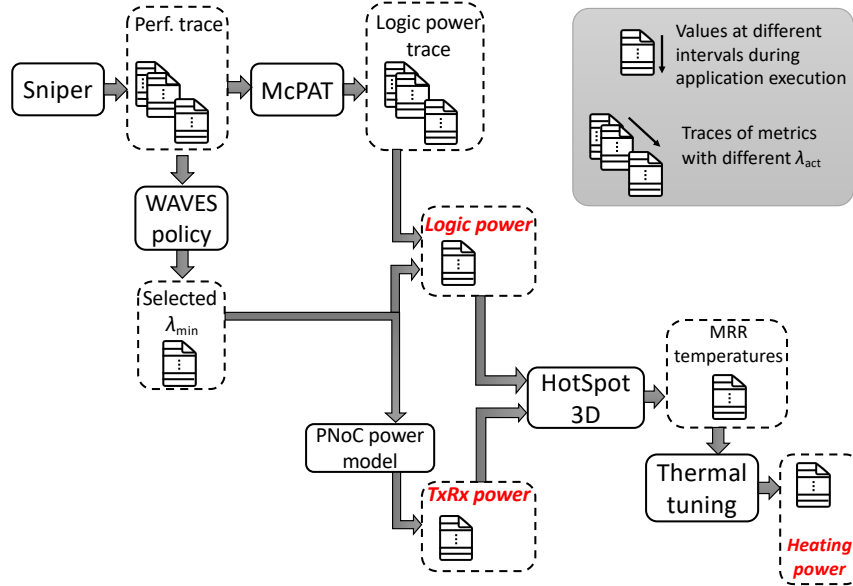 Perf. trace
Logic power
trace
Sniper
McPAT
Values at different
intervals during
application execution
Traces of metrics
with different λact
WAVES
policy
Logic power
Selected
λmin
MRR
temperatures
HotSpot
3D
PNoC power
model
TxRx power
Thermal
tuning
Heating
power